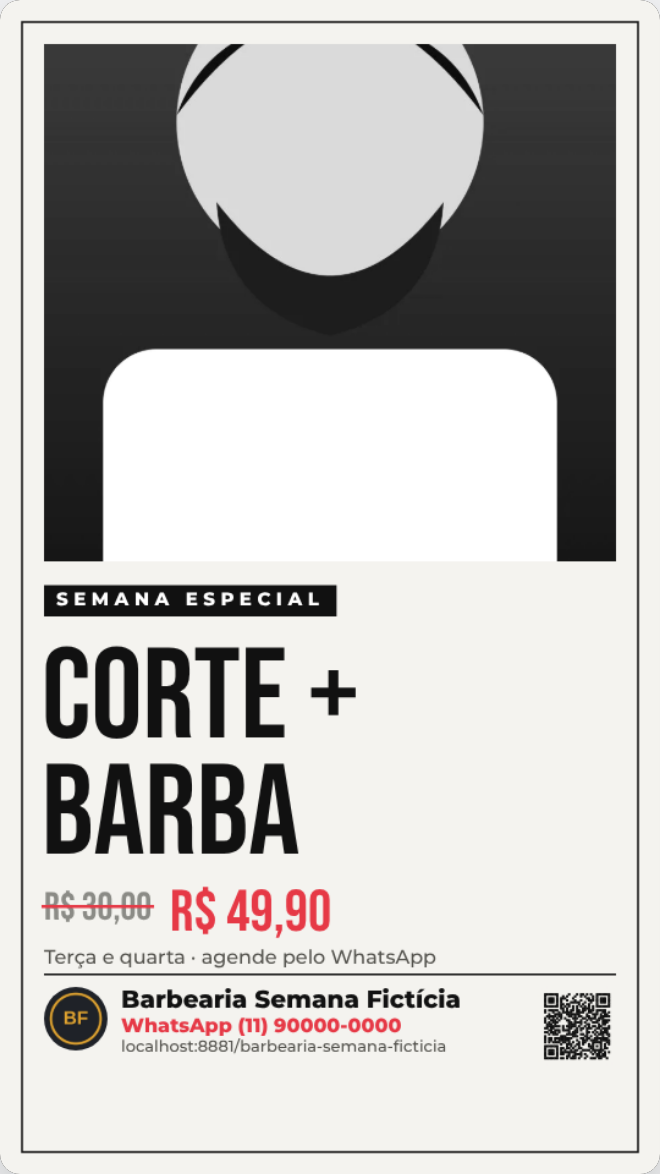 SEMANA ESPECIAL
CORTE +
BARBA
R$ 30,00 R$ 49,90
Terça e quarta · agende pelo WhatsApp
BF
Barbearia Semana Fictícia
WhatsApp (11) 90000-0000
localhost:8881/barbearia-semana-ficticia